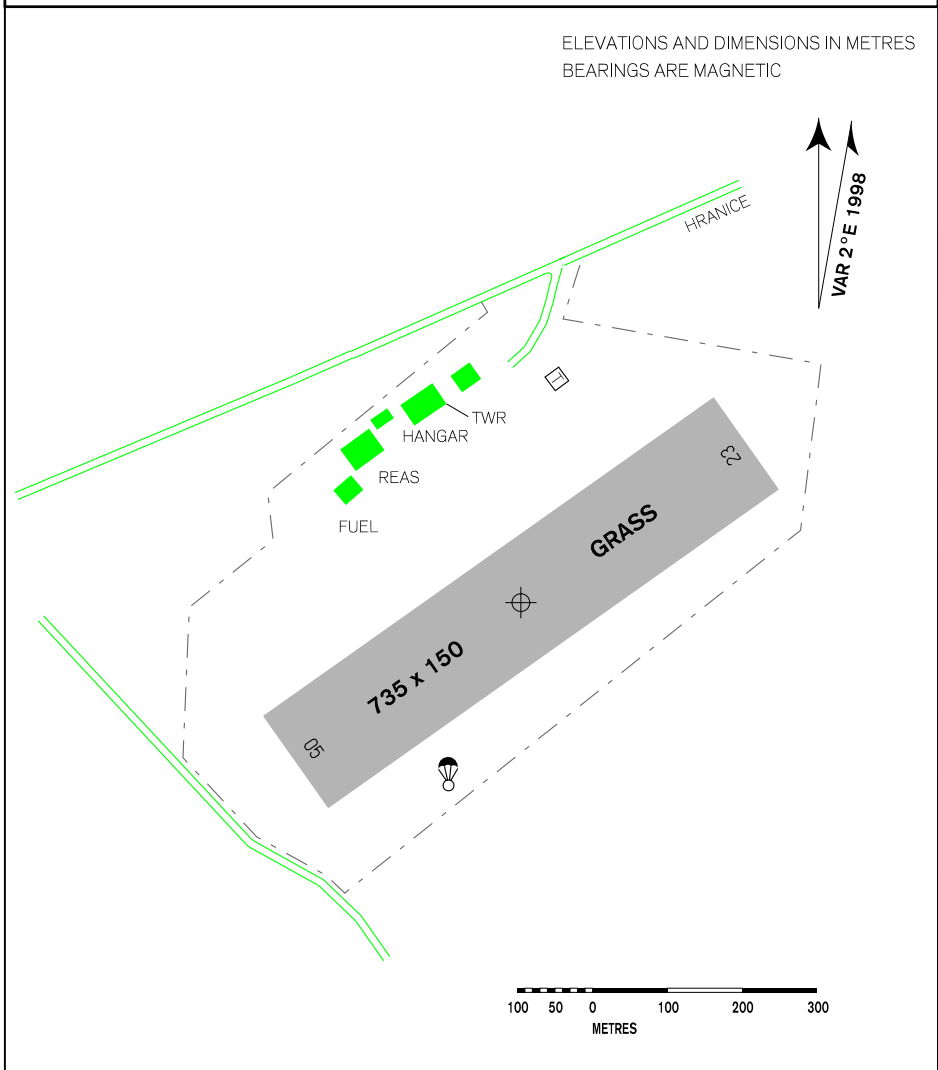 ELEVATIONS AND DIMENSIONS IN METRES
BEARINGS ARE MAGNETIC
VAR 2°E 1998
HRANICE
T
TWR
HANGAR
REAS
FUEL
23
GRASS
735 x 150
05
100 50 0 100 200 300
METRES